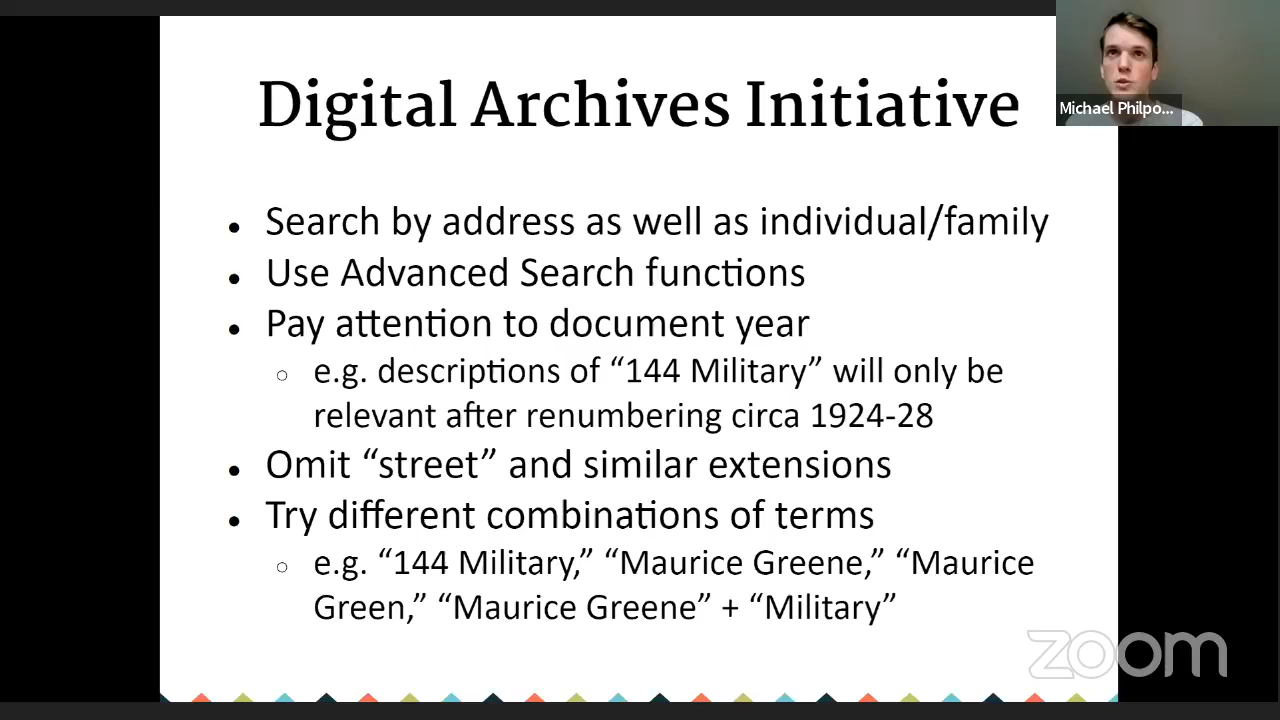 Digital Archives Initiative
Michael Philpo...
• Search by address as well as individual/family
• Use Advanced Search functions
• Pay attention to document year
○ e.g. descriptions of “144 Military” will only be
relevant after renumbering circa 1924-28
• Omit “street” and similar extensions
• Try different combinations of terms
○ e.g. “144 Military,” “Maurice Greene,” “Maurice
Green,” “Maurice Greene” + “Military”
zoom